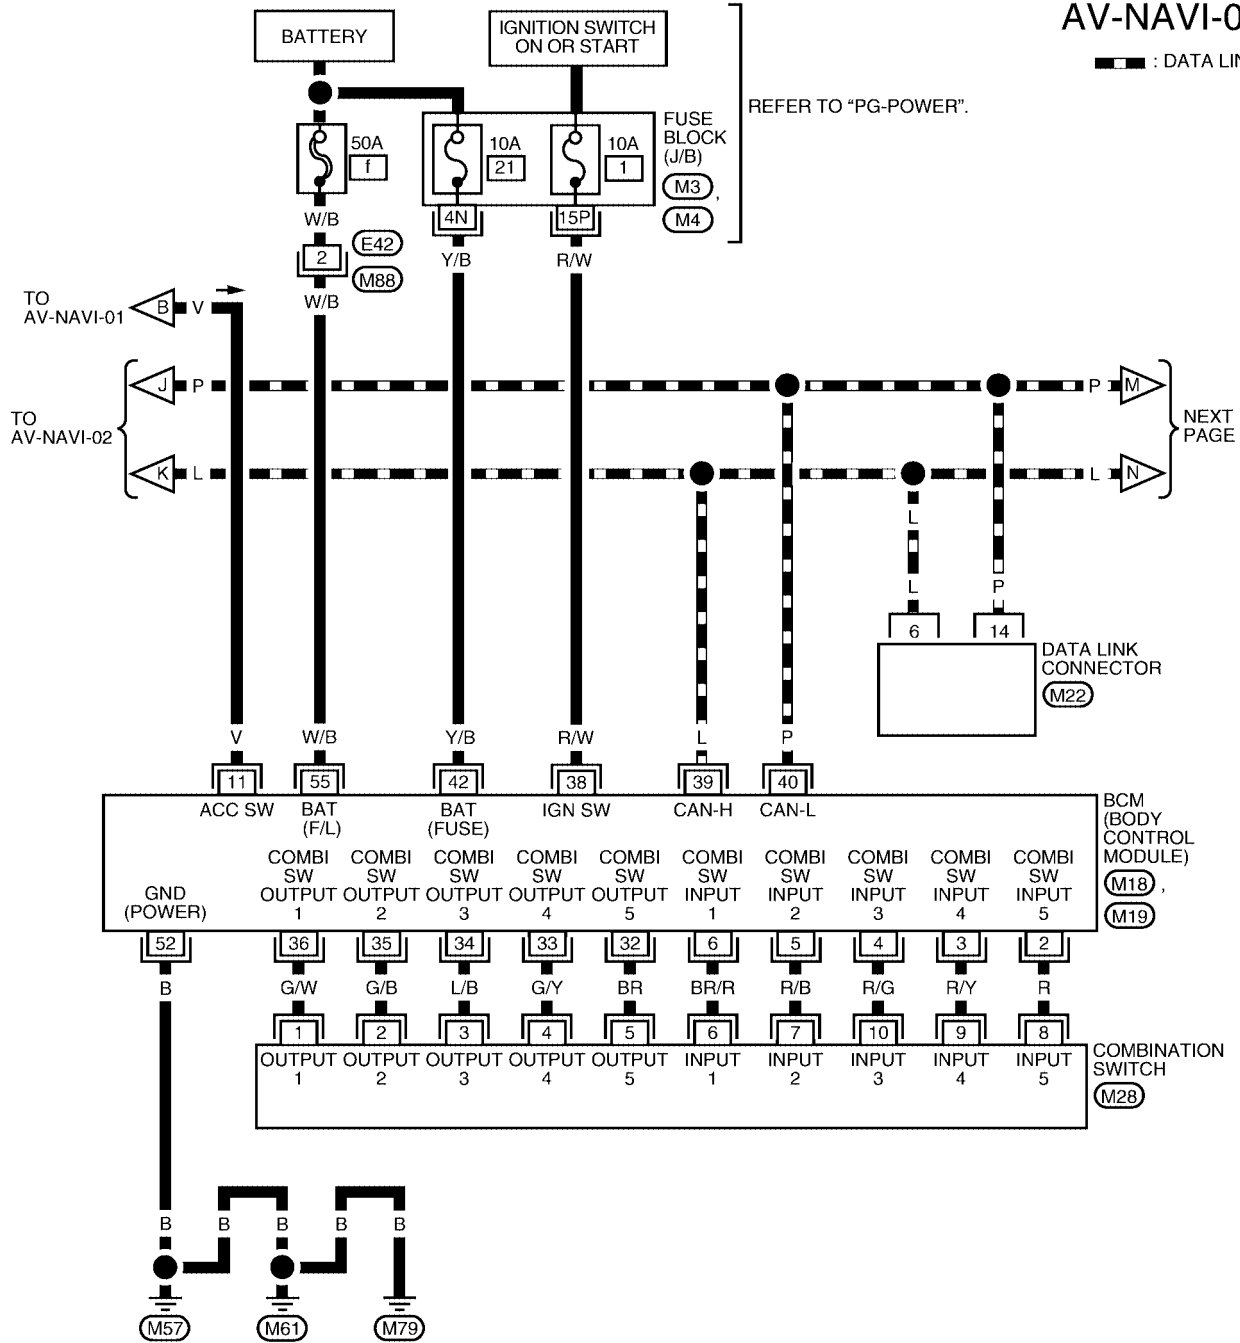 AV-NAVI-0
: DATA LIN
BATTERY
IGNITION SWITCH
ON OR START
REFER TO “PG-POWER”.
50A
f
10A
21
10A
1
FUSE
BLOCK
(J/B)
M3 ,
M4
W/B
4N
15P
2
E42
M88
Y/B
R/W
W/B
TO
AV-NAVI-01
B V
J P
P M
TO
AV-NAVI-02
NEXT
PAGE
K L
L N
L
L
P
6
14
DATA LINK
CONNECTOR
M22
V
W/B
Y/B
R/W
L
P
11
55
42
38
39
40
ACC SW
BAT
(F/L)
BAT
(FUSE)
IGN SW
CAN-H
CAN-L
BCM
(BODY
CONTROL
MODULE)
M18 ,
M19
GND
(POWER)
COMBI
SW
OUTPUT
1
COMBI
SW
OUTPUT
2
COMBI
SW
OUTPUT
3
COMBI
SW
OUTPUT
4
COMBI
SW
OUTPUT
5
COMBI
SW
INPUT
1
COMBI
SW
INPUT
2
COMBI
SW
INPUT
3
COMBI
SW
INPUT
4
COMBI
SW
INPUT
5
52
36
35
34
33
32
6
5
4
3
2
B
G/W
G/B
L/B
G/Y
BR
BR/R
R/B
R/G
R/Y
R
1
2
3
4
5
6
7
10
9
8
OUTPUT
1
OUTPUT
2
OUTPUT
3
OUTPUT
4
OUTPUT
5
INPUT
1
INPUT
2
INPUT
3
INPUT
4
INPUT
5
COMBINATION
SWITCH
M28
B
B
B
B
B
M57
M61
M79